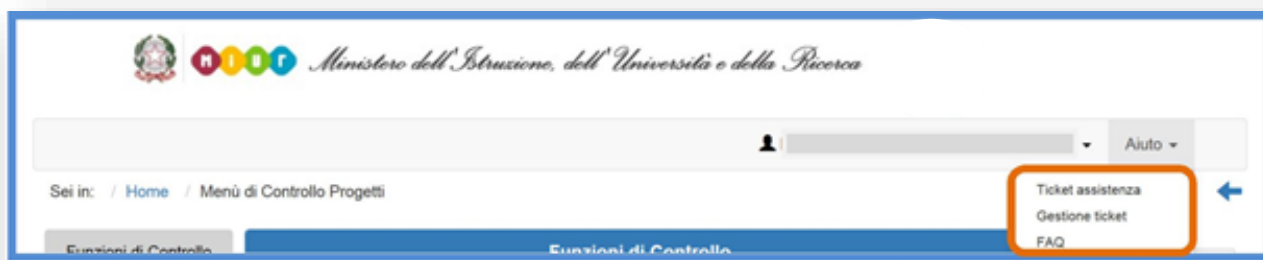 MIUR Ministero dell'Istruzione, dell'Università e della Ricerca
Aiuto
Sei in: / Home / Menù di Controllo Progetti
Ticket assistenza
Gestione ticket
FAQ
Funzioni di Controllo
Funzioni di Controllo